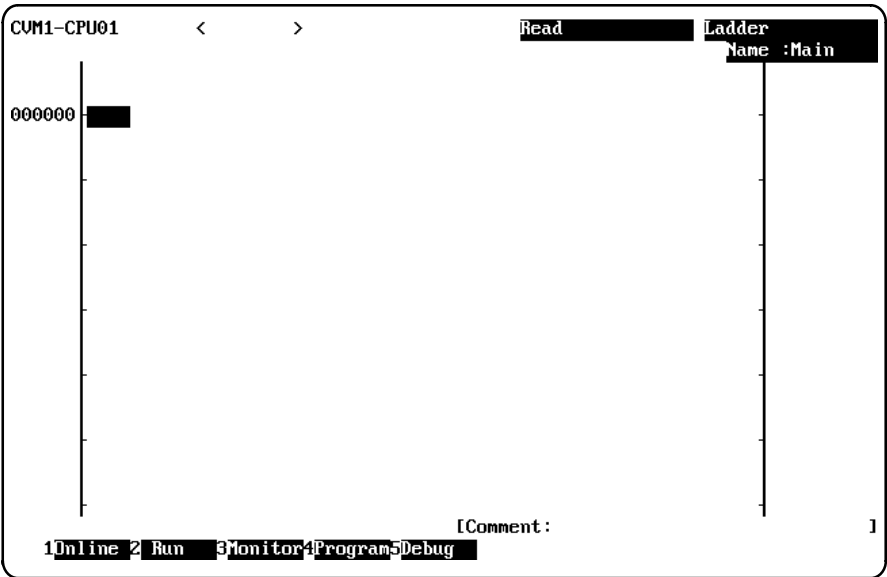 CVM1-CPU01 < > Read Ladder
Name :Main
000000
[Comment: ]
1Online 2 Run 3Monitor4Program5Debug